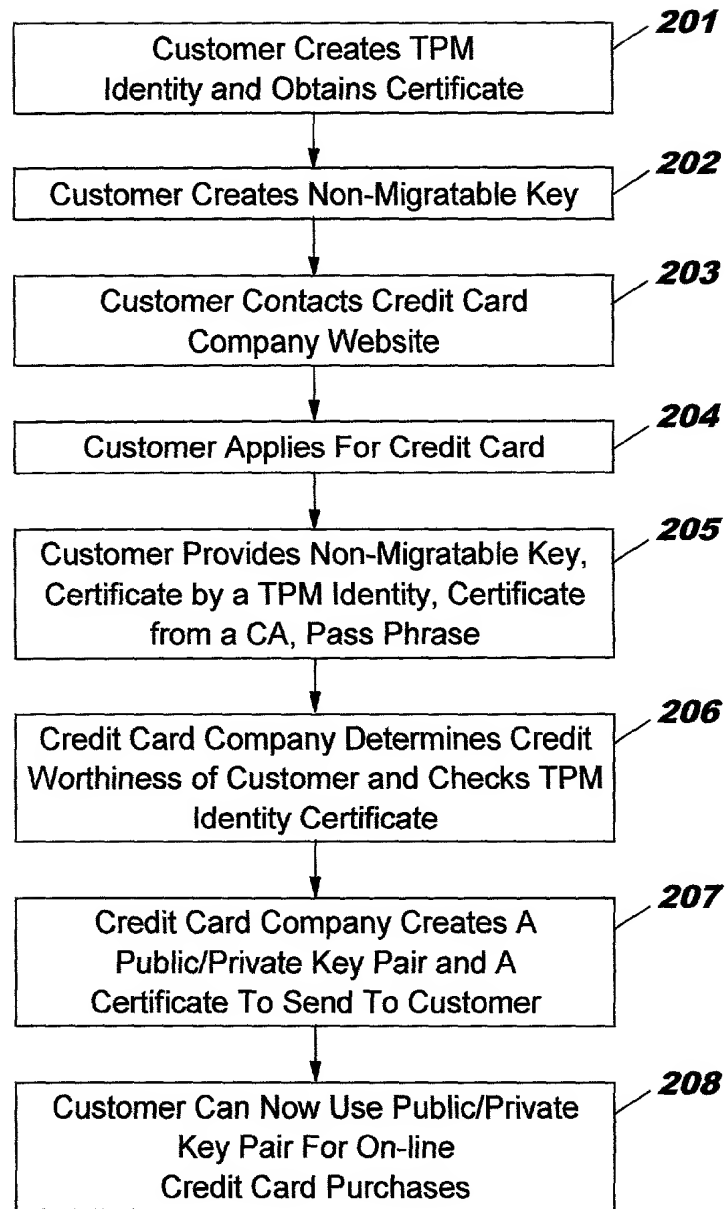 201
Customer Creates TPM
Identity and Obtains Certificate
202
Customer Creates Non-Migratable Key
203
Customer Contacts Credit Card
Company Website
204
Customer Applies For Credit Card
205
Customer Provides Non-Migratable Key,
Certificate by a TPM Identity, Certificate
from a CA, Pass Phrase
206
Credit Card Company Determines Credit
Worthiness of Customer and Checks TPM
Identity Certificate
207
Credit Card Company Creates A
Public/Private Key Pair and A
Certificate To Send To Customer
208
Customer Can Now Use Public/Private
Key Pair For On-line
Credit Card Purchases